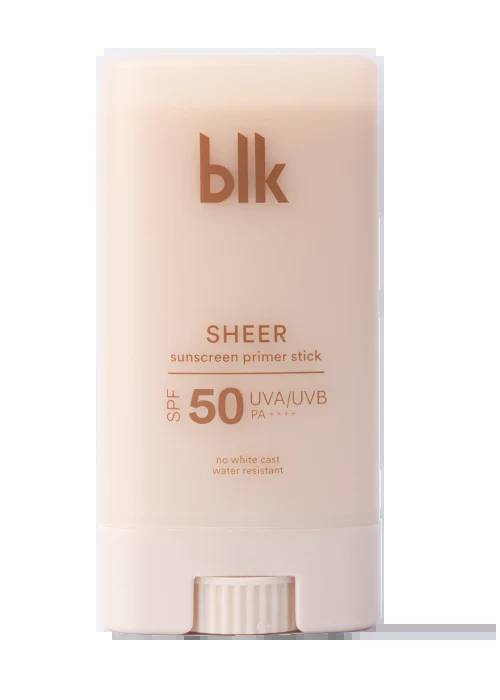 blk
SHEER
sunscreen primer stick
SPF 50 UVA/UVB
PA ++++
no white cast
water resistant